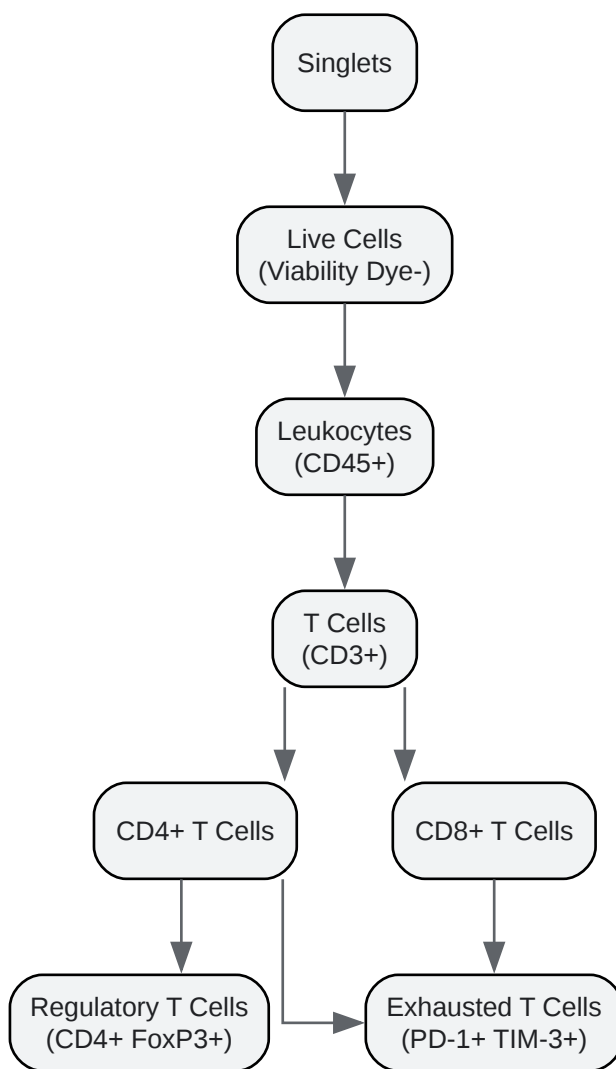 Singlets
Live Cells
(Viability Dye-)
Leukocytes
(CD45+)
T Cells
(CD3+)
CD4+ T Cells
CD8+ T Cells
Regulatory T Cells
(CD4+ FoxP3+)
Exhausted T Cells
(PD-1+ TIM-3+)